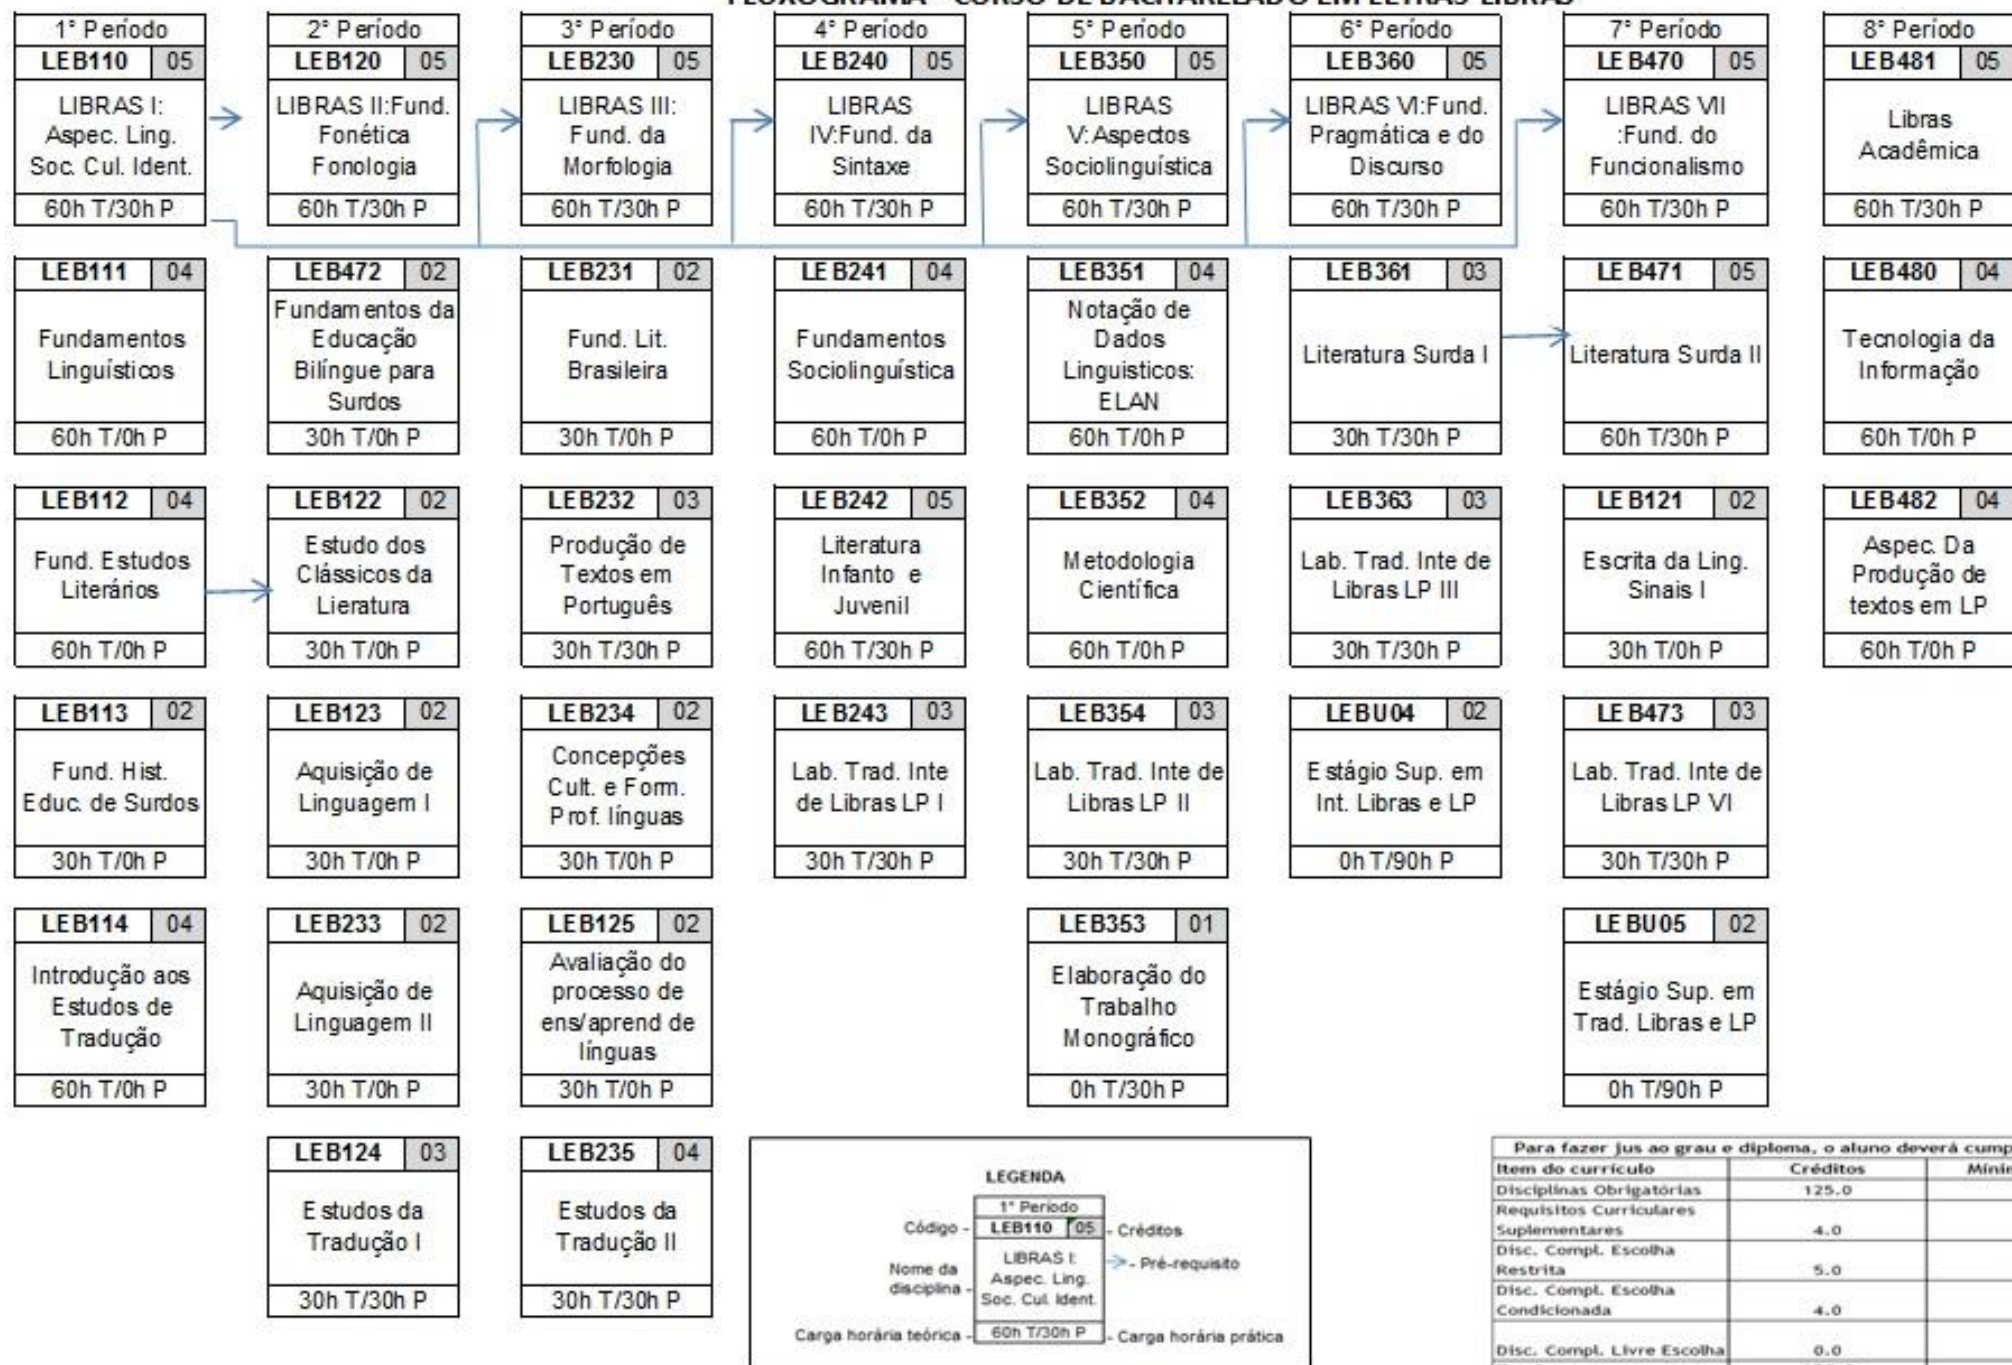 FLUXOGRAMA - CURSO DE BACHARELADO EM LETRAS-LIBRAS
1° Período
LEB110 05
LIBRAS I:
Aspec. Ling.
Soc. Cul. Ident.
60h T/30h P
LEB111 04
Fundamentos
Linguísticos
60h T/0h P
LEB112 04
Fund. Estudos
Literários
60h T/0h P
LEB113 02
Fund. Hist.
Educ. de Surdos
30h T/0h P
LEB114 04
Introdução aos
Estudos de
Tradução
60h T/0h P
2° Período
LEB120 05
LIBRAS II:Fund.
Fonética
Fonologia
60h T/30h P
LEB472 02
Fundamentos da
Educação
Bilíngue para
Surdos
30h T/0h P
LEB122 02
Estudo dos
Clássicos da
Lieratura
30h T/0h P
LEB123 02
Aquisição de
Linguagem I
30h T/0h P
LEB233 02
Aquisição de
Linguagem II
30h T/0h P
LEB124 03
Estudos da
Tradução I
30h T/30h P
3° Período
LEB230 05
LIBRAS III:
Fund. da
Morfologia
60h T/30h P
LEB231 02
Fund. Lit.
Brasileira
30h T/0h P
LEB232 03
Produção de
Textos em
Português
30h T/30h P
LEB234 02
Concepções
Cult. e Form.
Prof. línguas
30h T/0h P
LEB125 02
Avaliação do
processo de
ens/aprend de
línguas
30h T/0h P
LEB235 04
Estudos da
Tradução II
30h T/30h P
4° Período
LEB240 05
LIBRAS
IV:Fund. da
Sintaxe
60h T/30h P
LEB241 04
Fundamentos
Sociolinguística
60h T/0h P
LEB242 05
Literatura
Infanto e
Juvenil
60h T/30h P
LEB243 03
Lab. Trad. Inte
de Libras LP I
30h T/30h P
5° Período
LEB350 05
LIBRAS
V:Aspectos
Sociolinguística
60h T/30h P
LEB351 04
Notação de
Dados
Linguisticos:
ELAN
60h T/0h P
LEB352 04
Metodologia
Científica
60h T/0h P
LEB354 03
Lab. Trad. Inte de
Libras LP II
30h T/30h P
LEB353 01
Elaboração do
Trabalho
Monográfico
0h T/30h P
6° Período
LEB360 05
LIBRAS VI:Fund.
Pragmática e do
Discurso
60h T/30h P
LEB361 03
Literatura Surda I
30h T/30h P
LEB363 03
Lab. Trad. Inte de
Libras LP III
30h T/30h P
LEBU04 02
Estágio Sup. em
Int. Libras e LP
0h T/90h P
7° Período
LEB470 05
LIBRAS VII
:Fund. do
Funcionalismo
60h T/30h P
LEB471 05
Literatura Surda II
60h T/30h P
LEB121 02
Escrita da Ling.
Sinais I
30h T/0h P
LEB473 03
Lab. Trad. Inte de
Libras LP VI
30h T/30h P
LEBU05 02
Estágio Sup. em
Trad. Libras e LP
0h T/90h P
8° Período
LEB481 05
Libras
Acadêmica
60h T/30h P
LEB480 04
Tecnologia da
Informação
60h T/0h P
LEB482 04
Aspec. Da
Produção de
textos em LP
60h T/0h P
LEGENDA
1° Período
Código - LEB110 05 - Créditos
Nome da
disciplina -
LIBRAS I:
Aspec. Ling.
Soc. Cul. Ident.
- Pré-requisito
Carga horária teórica - 60h T/30h P - Carga horária prática
Para fazer jus ao grau e diploma, o aluno deverá cump
Item do currículo Créditos Mínin
Disciplinas Obrigatórias 125.0
Requisitos Curriculares
Suplementares 4.0
Disc. Compl. Escolha
Restrita 5.0
Disc. Compl. Escolha
Condicionada 4.0
Disc. Compl. Livre Escolha 0.0